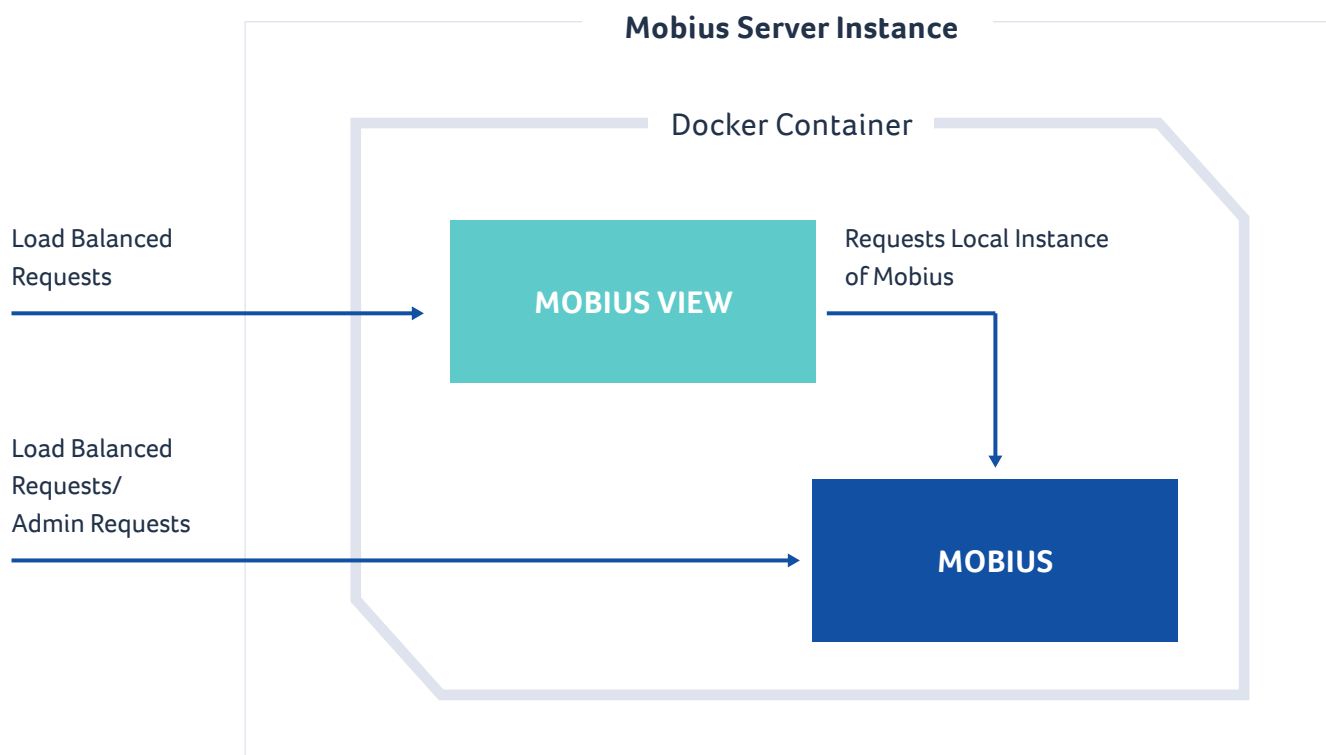 Mobius Server Instance
Docker Container
Load Balanced
Requests
MOBIUS VIEW
Requests Local Instance
of Mobius
Load Balanced
Requests/
Admin Requests
MOBIUS